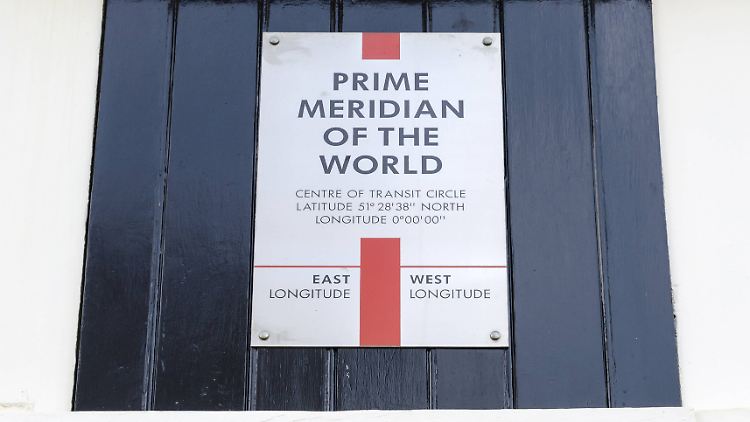 PRIME
MERIDIAN
OF THE
WORLD
CENTRE OF TRANSIT CIRCLE
LATITUDE 51° 28'38'' NORTH
LONGITUDE 0°00'00''
EAST
LONGITUDE
WEST
LONGITUDE